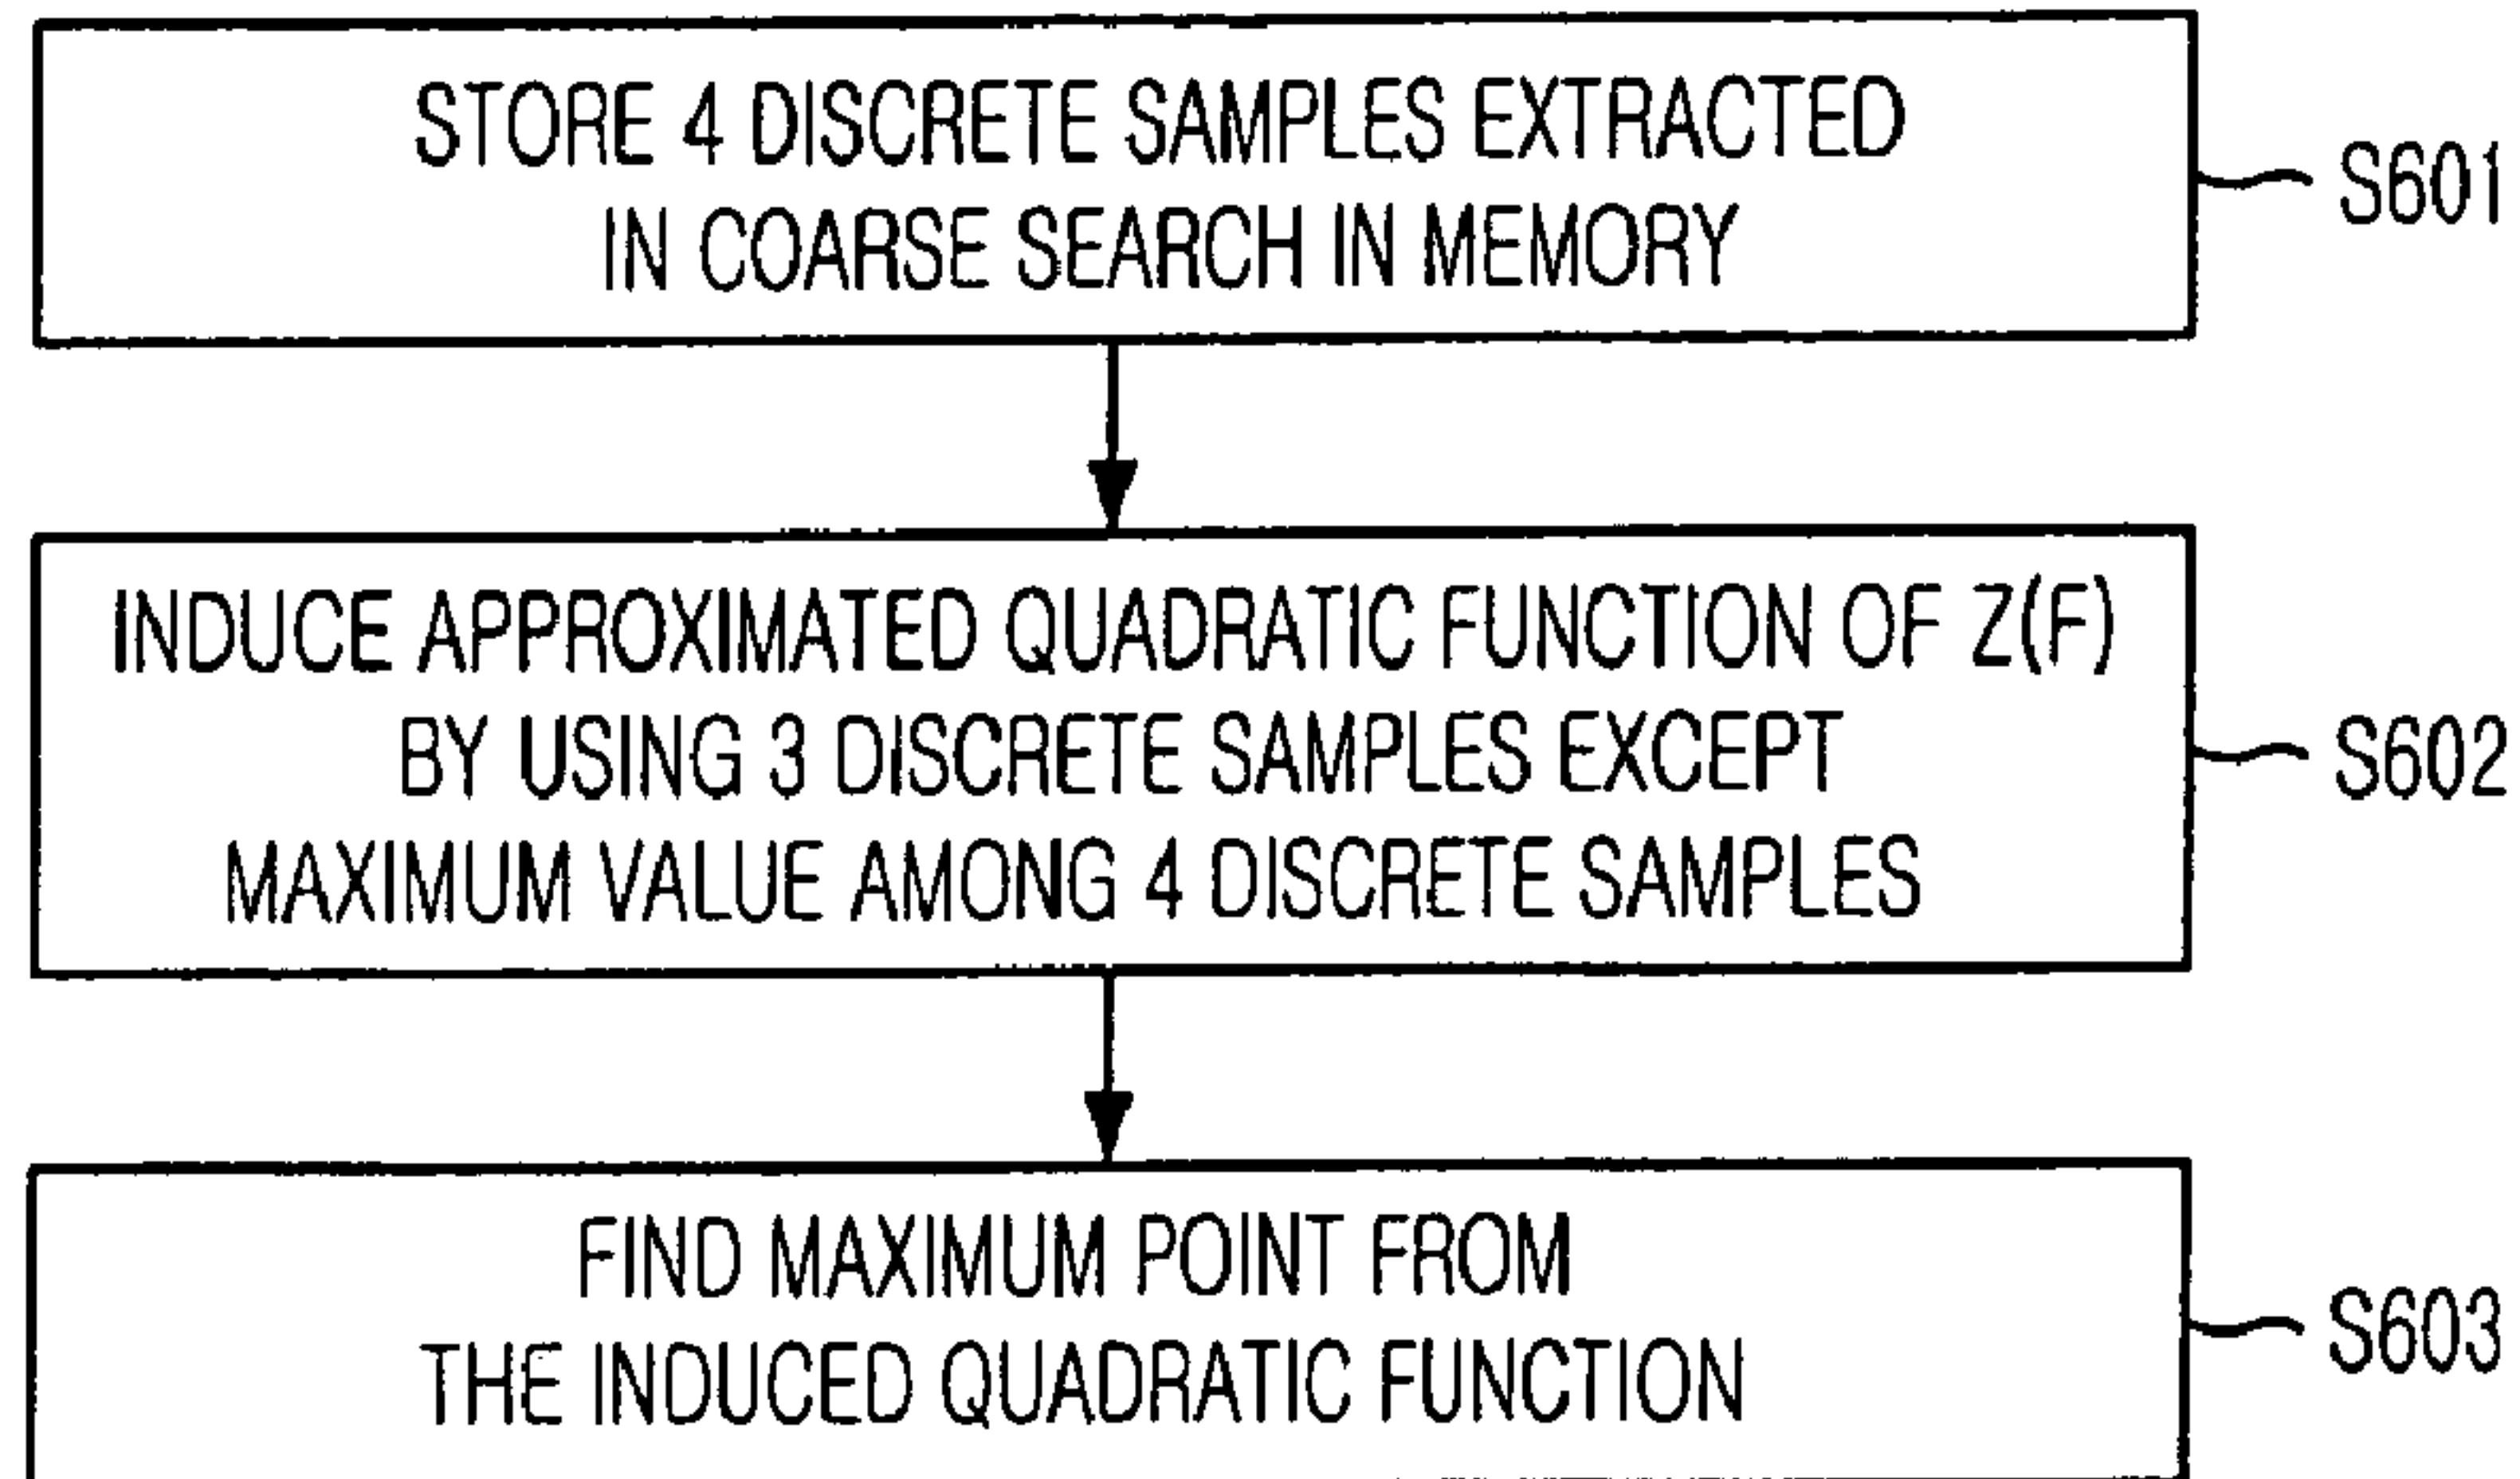 STORE 4 DISCRETE SAMPLES EXTRACTED
IN COARSE SEARCH IN MEMORY
S601
INDUCE APPROXIMATED QUADRATIC FUNCTION OF Z(F)
BY USING 3 DISCRETE SAMPLES EXCEPT
MAXIMUM VALUE AMONG 4 DISCRETE SAMPLES
S602
FIND MAXIMUM POINT FROM
THE INDUCED QUADRATIC FUNCTION
S603